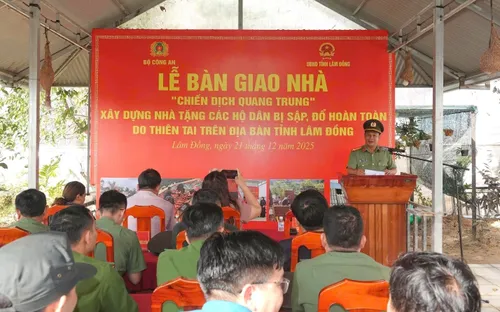 BỘ CÔNG AN
UBND TỈNH LÂM ĐỒNG
LỄ BÀN GIAO NHÀ
"CHIẾN DỊCH QUANG TRUNG"
XÂY DỰNG NHÀ TẶNG CÁC HỘ DÂN BỊ SẬP, ĐỔ HOÀN TOÀN
DO THIÊN TAI TRÊN ĐỊA BÀN TỈNH LÂM ĐỒNG
Lâm Đồng, ngày 21 tháng 12 năm 2025